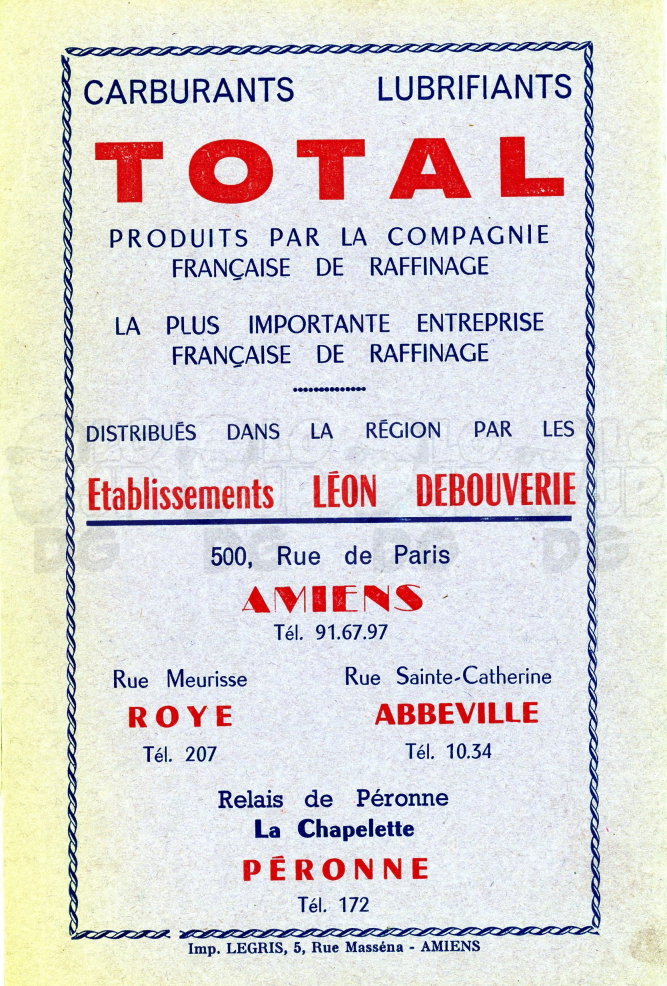 CARBURANTS LUBRIFIANTS
TOTAL
PRODUITS PAR LA COMPAGNIE
FRANÇAISE DE RAFFINAGE
LA PLUS IMPORTANTE ENTREPRISE
FRANÇAISE DE RAFFINAGE
DISTRIBUÉS DANS LA RÉGION PAR LES
Etablissements LÉON DEBOUVERIE
500, Rue de Paris
AMIENS
Tél. 91.67.97
Rue Meurisse
ROYE
Tél. 207
Rue Sainte-Catherine
ABBEVILLE
Tél. 10.34
Relais de Péronne
La Chapelette
PÉRONNE
Tél. 172
Imp. LEGRIS, 5, Rue Masséna - AMIENS